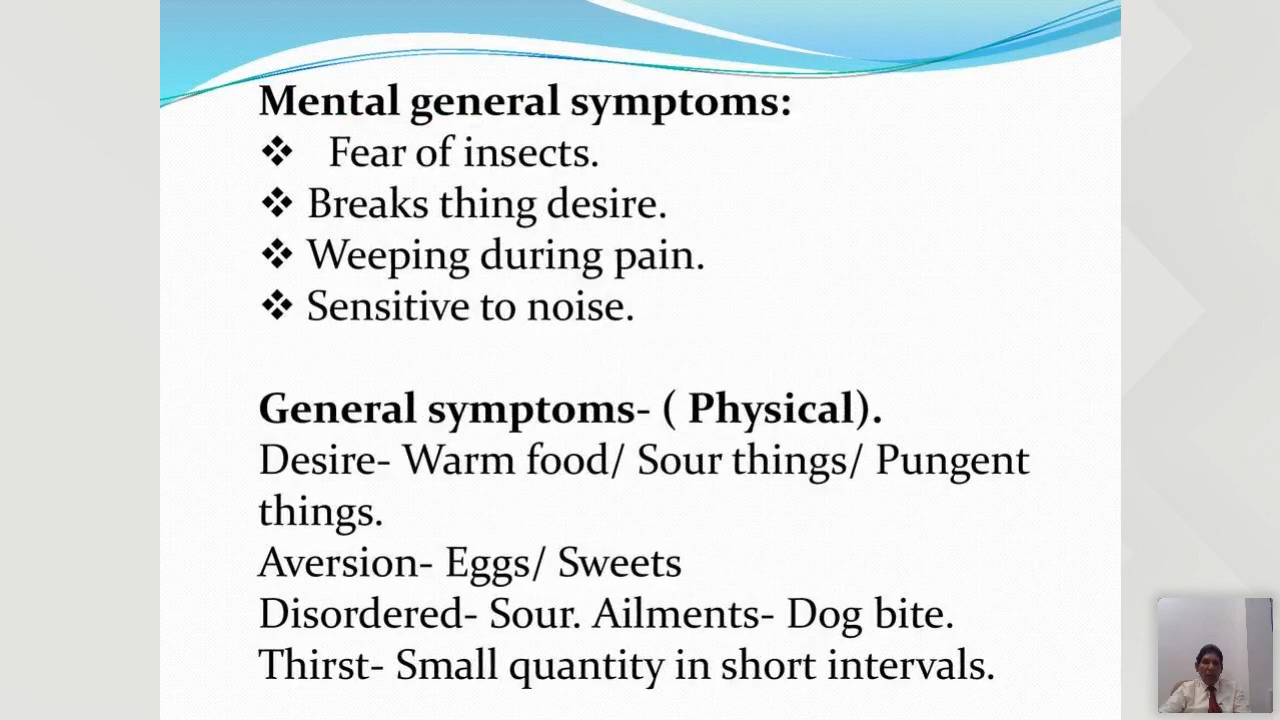 Mental general symptoms:
❖ Fear of insects.
❖ Breaks thing desire.
❖ Weeping during pain.
❖ Sensitive to noise.
General symptoms- ( Physical).
Desire- Warm food/ Sour things/ Pungent
things.
Aversion- Eggs/ Sweets
Disordered- Sour. Ailments- Dog bite.
Thirst- Small quantity in short intervals.